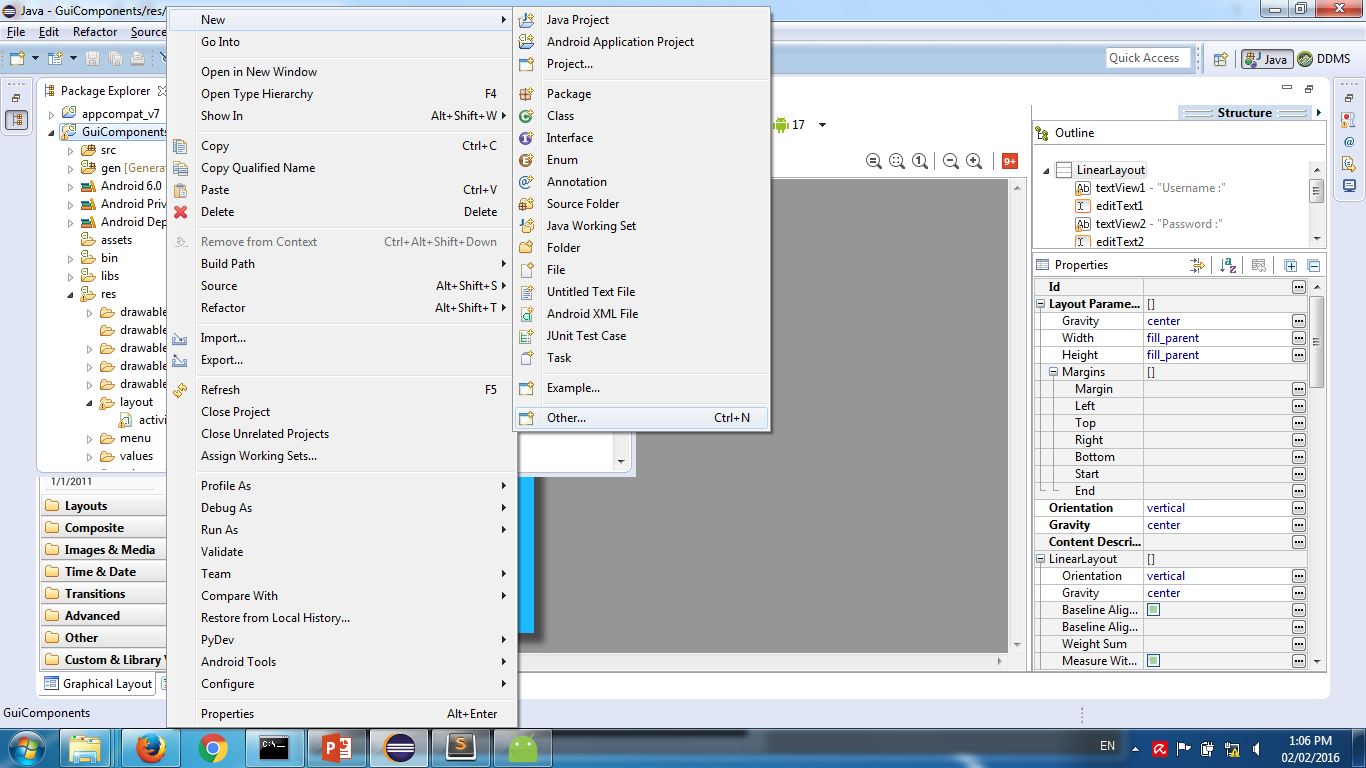 Java - GuiComponents/res/
File Edit Refactor Source
Quick Access
Java
DDMS
Package Explorer
appcompat_v7
GuiComponents
src
gen [Genera
Android 6.0
Android Priv
Android Dep
assets
bin
libs
res
drawable
drawable
drawable
drawable
drawable
layout
activi
menu
values
1/1/2011
Layouts
Composite
Images & Media
Time & Date
Transitions
Advanced
Other
Custom & Library
Graphical Layout
GuiComponents
New
Go Into
Open in New Window
Open Type Hierarchy F4
Show In Alt+Shift+W
Copy Ctrl+C
Copy Qualified Name
Paste Ctrl+V
Delete Delete
Remove from Context Ctrl+Alt+Shift+Down
Build Path
Source Alt+Shift+S
Refactor Alt+Shift+T
Import...
Export...
Refresh F5
Close Project
Close Unrelated Projects
Assign Working Sets...
Profile As
Debug As
Run As
Validate
Team
Compare With
Restore from Local History...
PyDev
Android Tools
Configure
Properties Alt+Enter
Java Project
Android Application Project
Project...
Package
Class
Interface
Enum
Annotation
Source Folder
Java Working Set
Folder
File
Untitled Text File
Android XML File
JUnit Test Case
Task
Example...
Other... Ctrl+N
17
9+
Structure
Outline
LinearLayout
textView1 - "Username :"
editText1
textView2 - "Password :"
editText2
Properties
Id
Layout Parame... []
Gravity center
Width fill_parent
Height fill_parent
Margins []
Margin
Left
Top
Right
Bottom
Start
End
Orientation vertical
Gravity center
Content Descri...
LinearLayout []
Orientation vertical
Gravity center
Baseline Alig...
Baseline Alig...
Weight Sum
Measure Wit...
EN
1:06 PM
02/02/2016